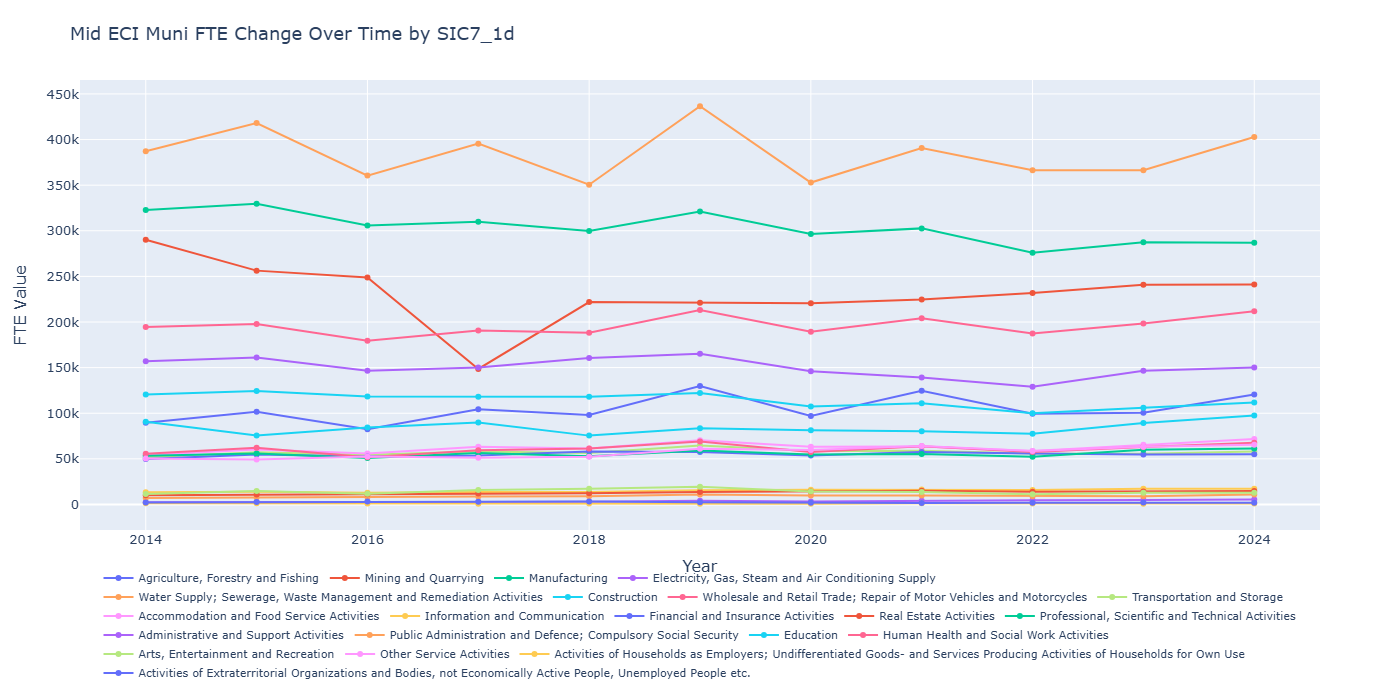 Mid ECI Muni FTE Change Over Time by SIC7_1d
450k
400k
350k
300k
250k
200k
150k
100k
50k
0
FTE Value
2014 2016 2018 2020 2022 2024
Year
Agriculture, Forestry and Fishing Mining and Quarrying Manufacturing Electricity, Gas, Steam and Air Conditioning Supply
Water Supply; Sewerage, Waste Management and Remediation Activities Construction Wholesale and Retail Trade; Repair of Motor Vehicles and Motorcycles Transportation and Storage
Accommodation and Food Service Activities Information and Communication Financial and Insurance Activities Real Estate Activities Professional, Scientific and Technical Activities
Administrative and Support Activities Public Administration and Defence; Compulsory Social Security Education Human Health and Social Work Activities
Arts, Entertainment and Recreation Other Service Activities Activities of Households as Employers; Undifferentiated Goods- and Services Producing Activities of Households for Own Use
Activities of Extraterritorial Organizations and Bodies, not Economically Active People, Unemployed People etc.